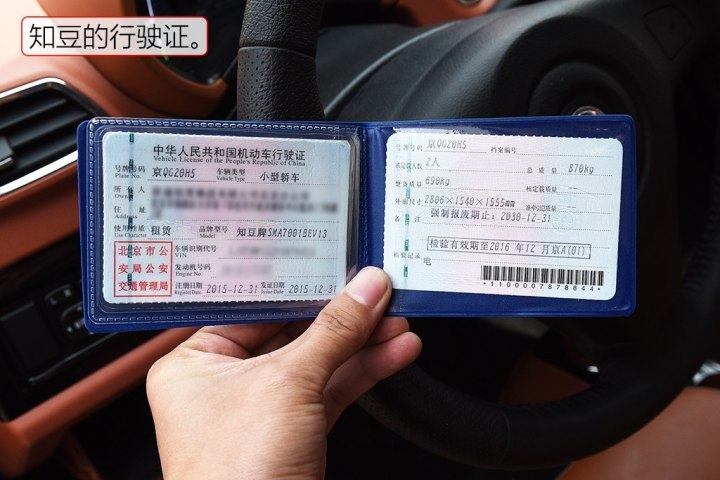 知豆的行驶证。
中华人民共和国机动车行驶证
Vehicle License of the People's Republic of China
号牌号码 京QG20H5 车辆类型 小型轿车
Plate No. Vehicle Type
所有人
Owner
住址
Address
使用性质 租赁 品牌型号 知豆牌SMA7001BEV13
Use Character Model
北京市公
安局公安
交通管理局
车辆识别代号
VIN
发动机号码
Engine No.
注册日期 2015-12-31 发证日期 2015-12-31
Register Date Issue Date
号牌号码 京QG20H5 档案编号
核定载人数 2人 总质量 870kg
整备质量 690kg 核定载质量 --
外廓尺寸 2806×1540×1555mm 准牵引总质量 --
备注 强制报废期止：2030-12-31
检验有效期至2016 年12 月京A(01)
检验记录
电
*1100007878844*